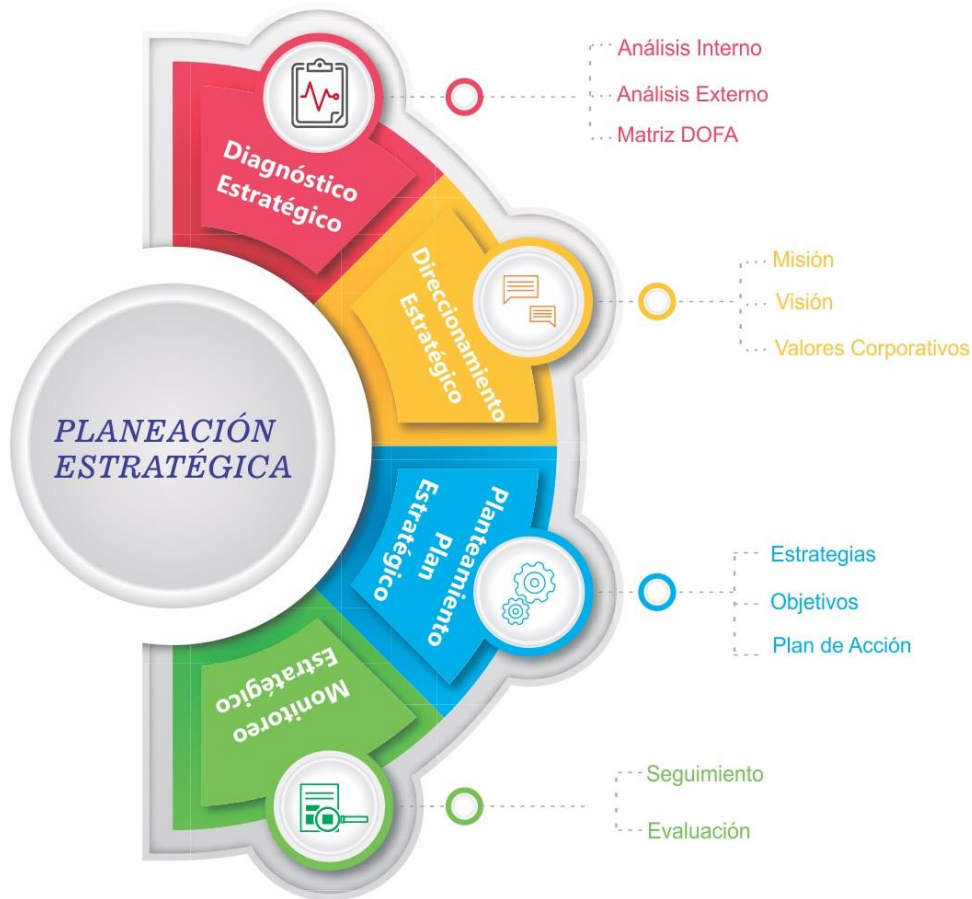 PLANEACIÓN
ESTRATÉGICA
Diagnóstico
Estratégico
Análisis Interno
Análisis Externo
Matriz DOFA
Direccionamiento
Estratégico
Misión
Visión
Valores Corporativos
Planteamiento
Plan
Estratégico
Estrategias
Objetivos
Plan de Acción
Monitoreo
Estratégico
Seguimiento
Evaluación